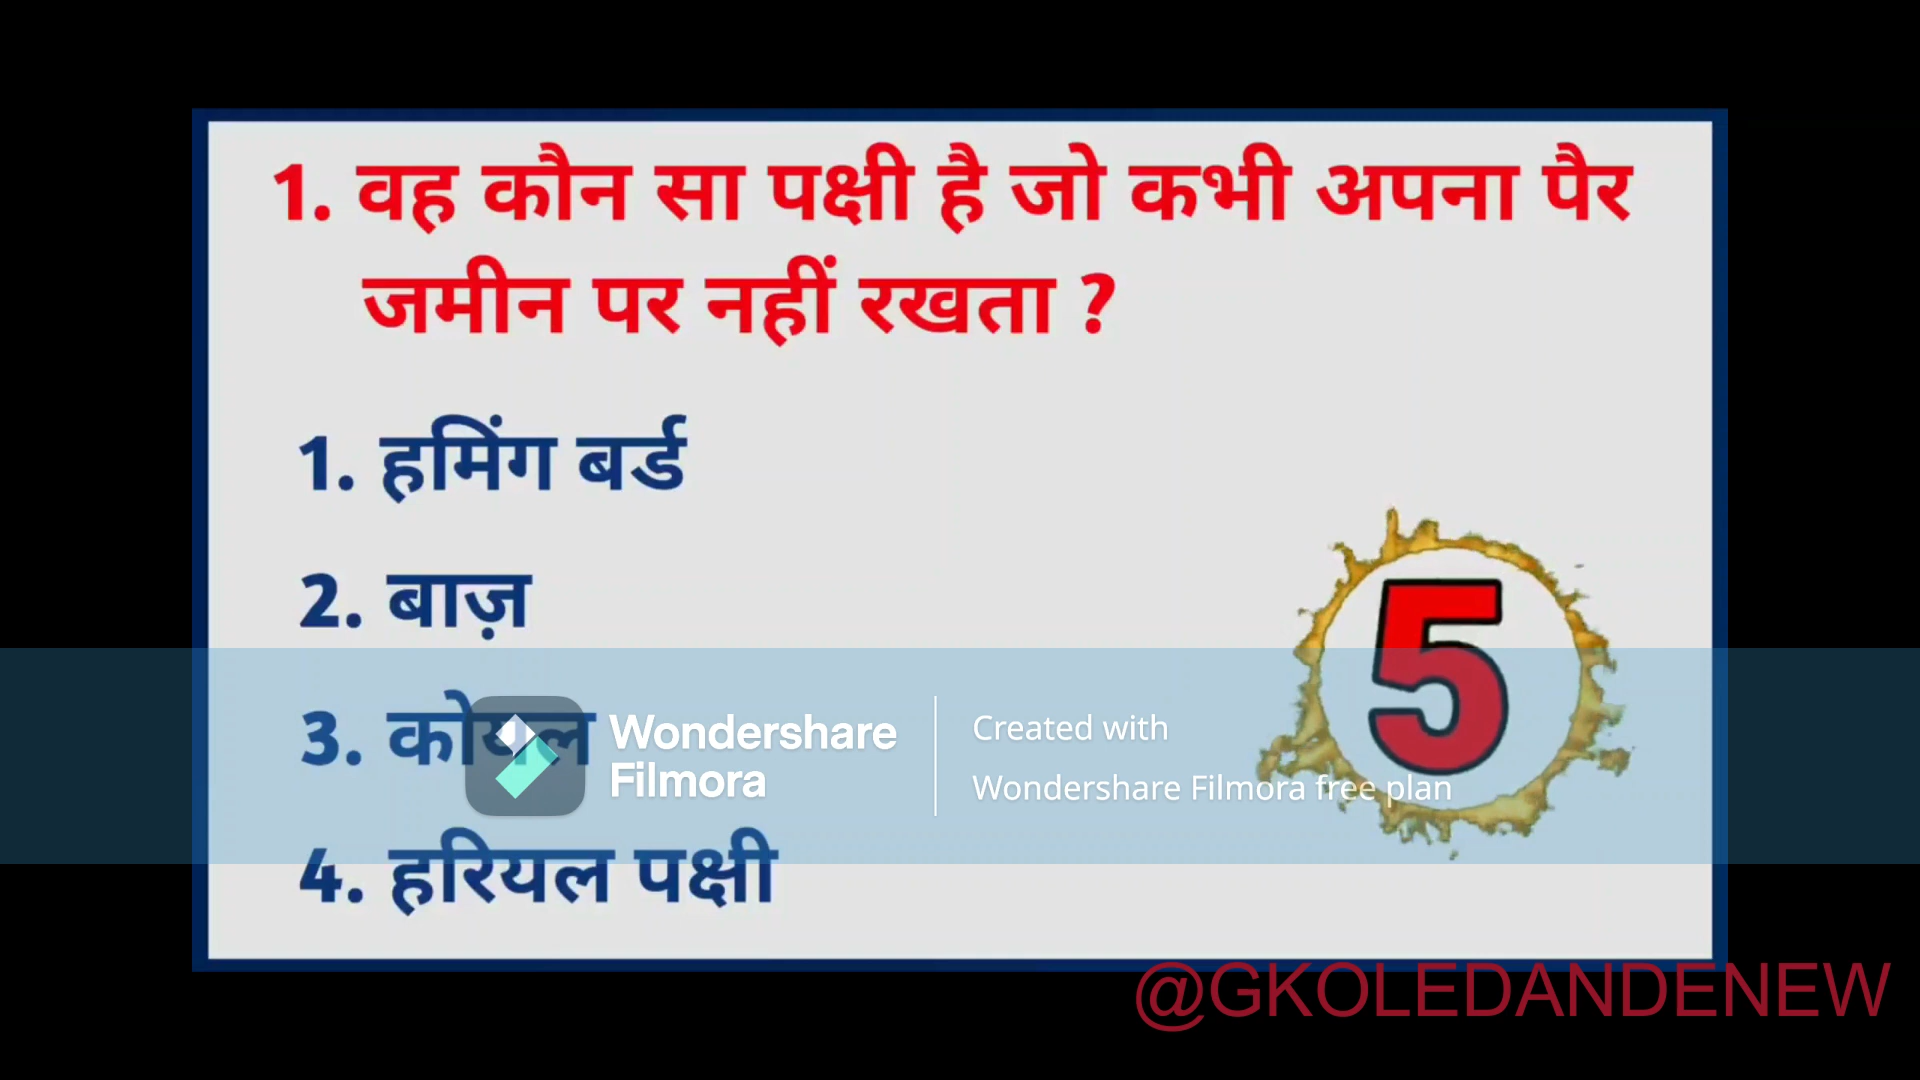 1. वह कौन सा पक्षी है जो कभी अपना पैर
जमीन पर नहीं रखता ?
1. हमिंग बर्ड
2. बाज़
3. कोयल
4. हरियल पक्षी
5
Wondershare
Filmora
Created with
Wondershare Filmora free plan
@GKOLEDANDENEW